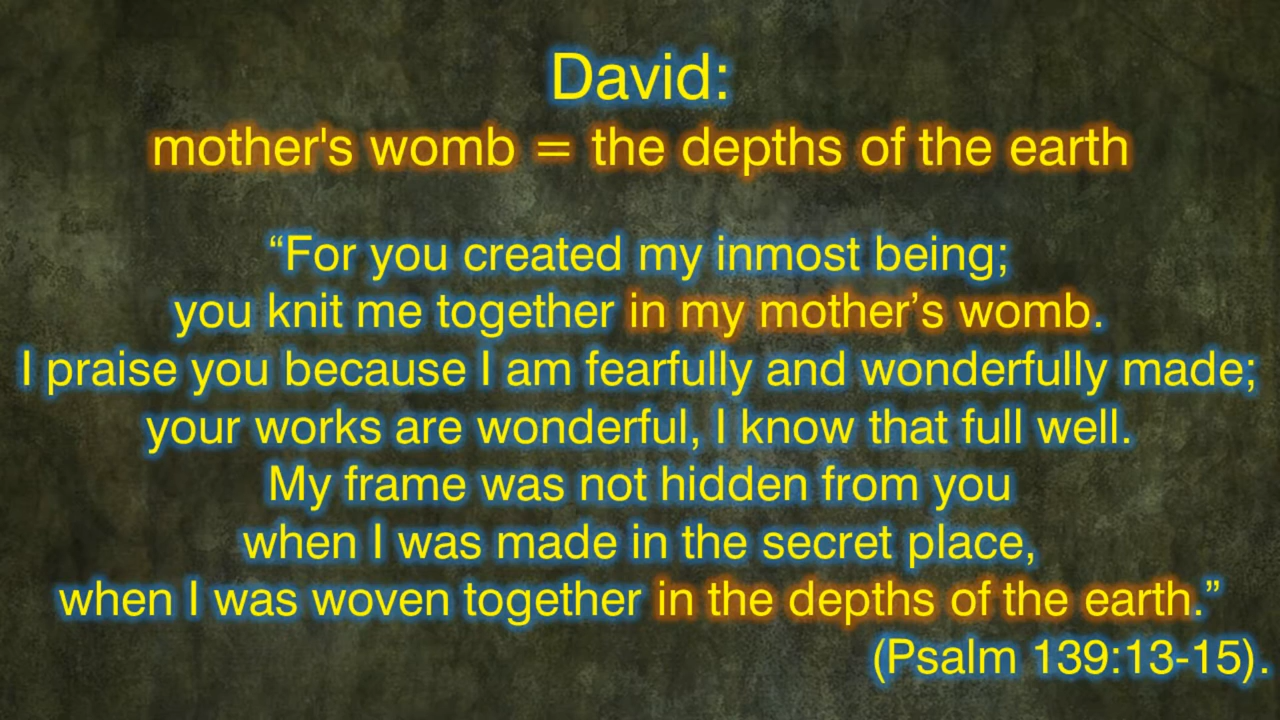 David:
mother's womb = the depths of the earth
“For you created my inmost being;
you knit me together in my mother’s womb.
I praise you because I am fearfully and wonderfully made;
your works are wonderful, I know that full well.
My frame was not hidden from you
when I was made in the secret place,
when I was woven together in the depths of the earth.”
(Psalm 139:13-15).